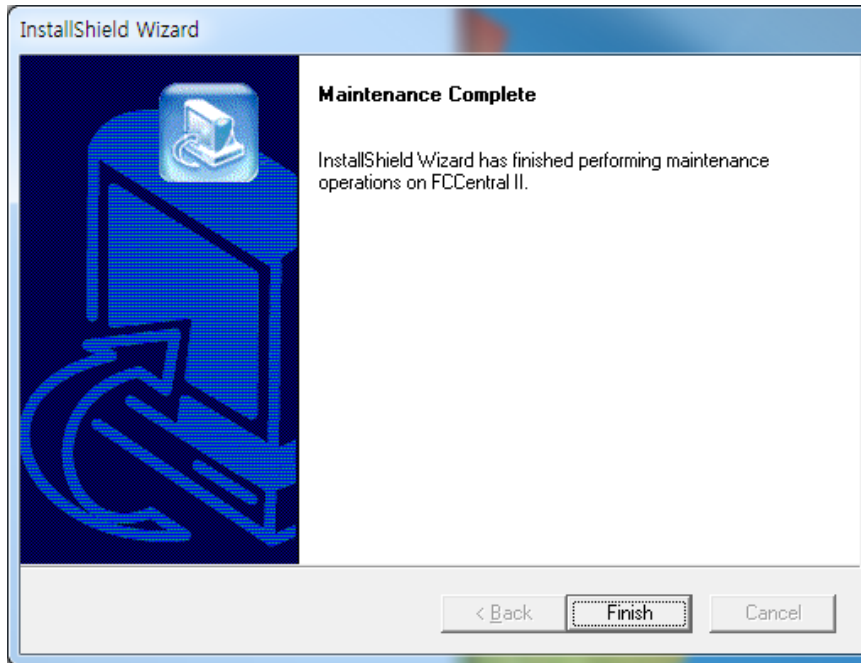 InstallShield Wizard
Maintenance Complete
InstallShield Wizard has finished performing maintenance
operations on FCCentral II.
< Back
Finish
Cancel